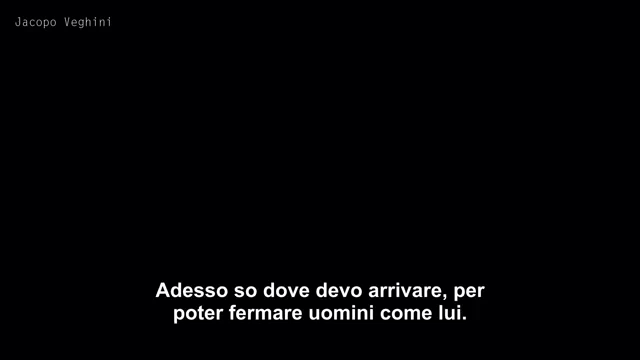 Jacopo Veghini
Adesso so dove devo arrivare, per
poter fermare uomini come lui.